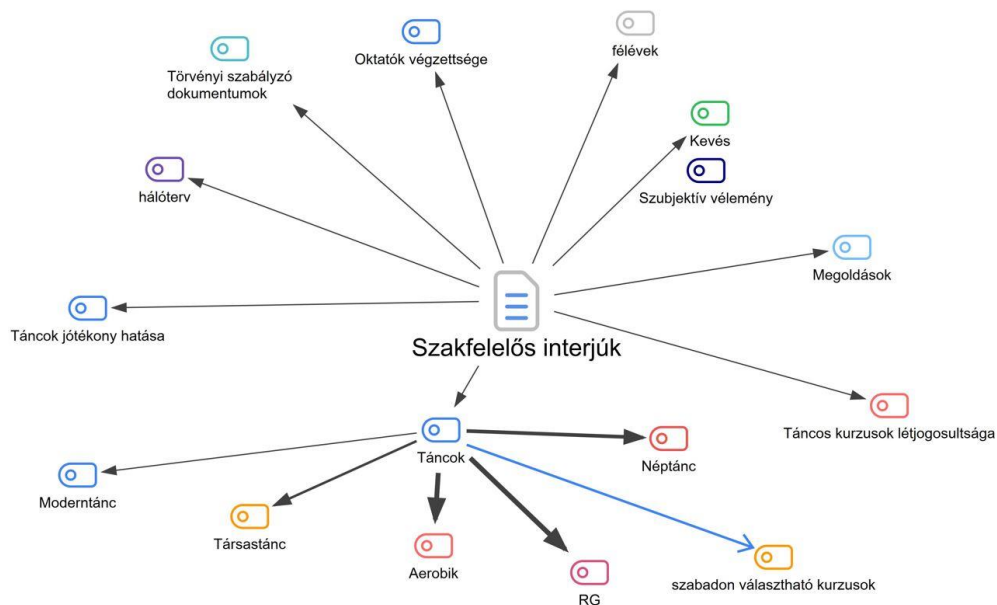 félévek
Oktatók végzettsége
Törvényi szabályzó
dokumentumok
Kevés
hálóterv
Szubjektív vélemény
Megoldások
Táncok jótékony hatása
Szakfelelős interjúk
Táncos kurzusok létjogosultsága
Táncok
Néptánc
Moderntánc
Társastánc
Aerobik
szabadon választható kurzusok
RG